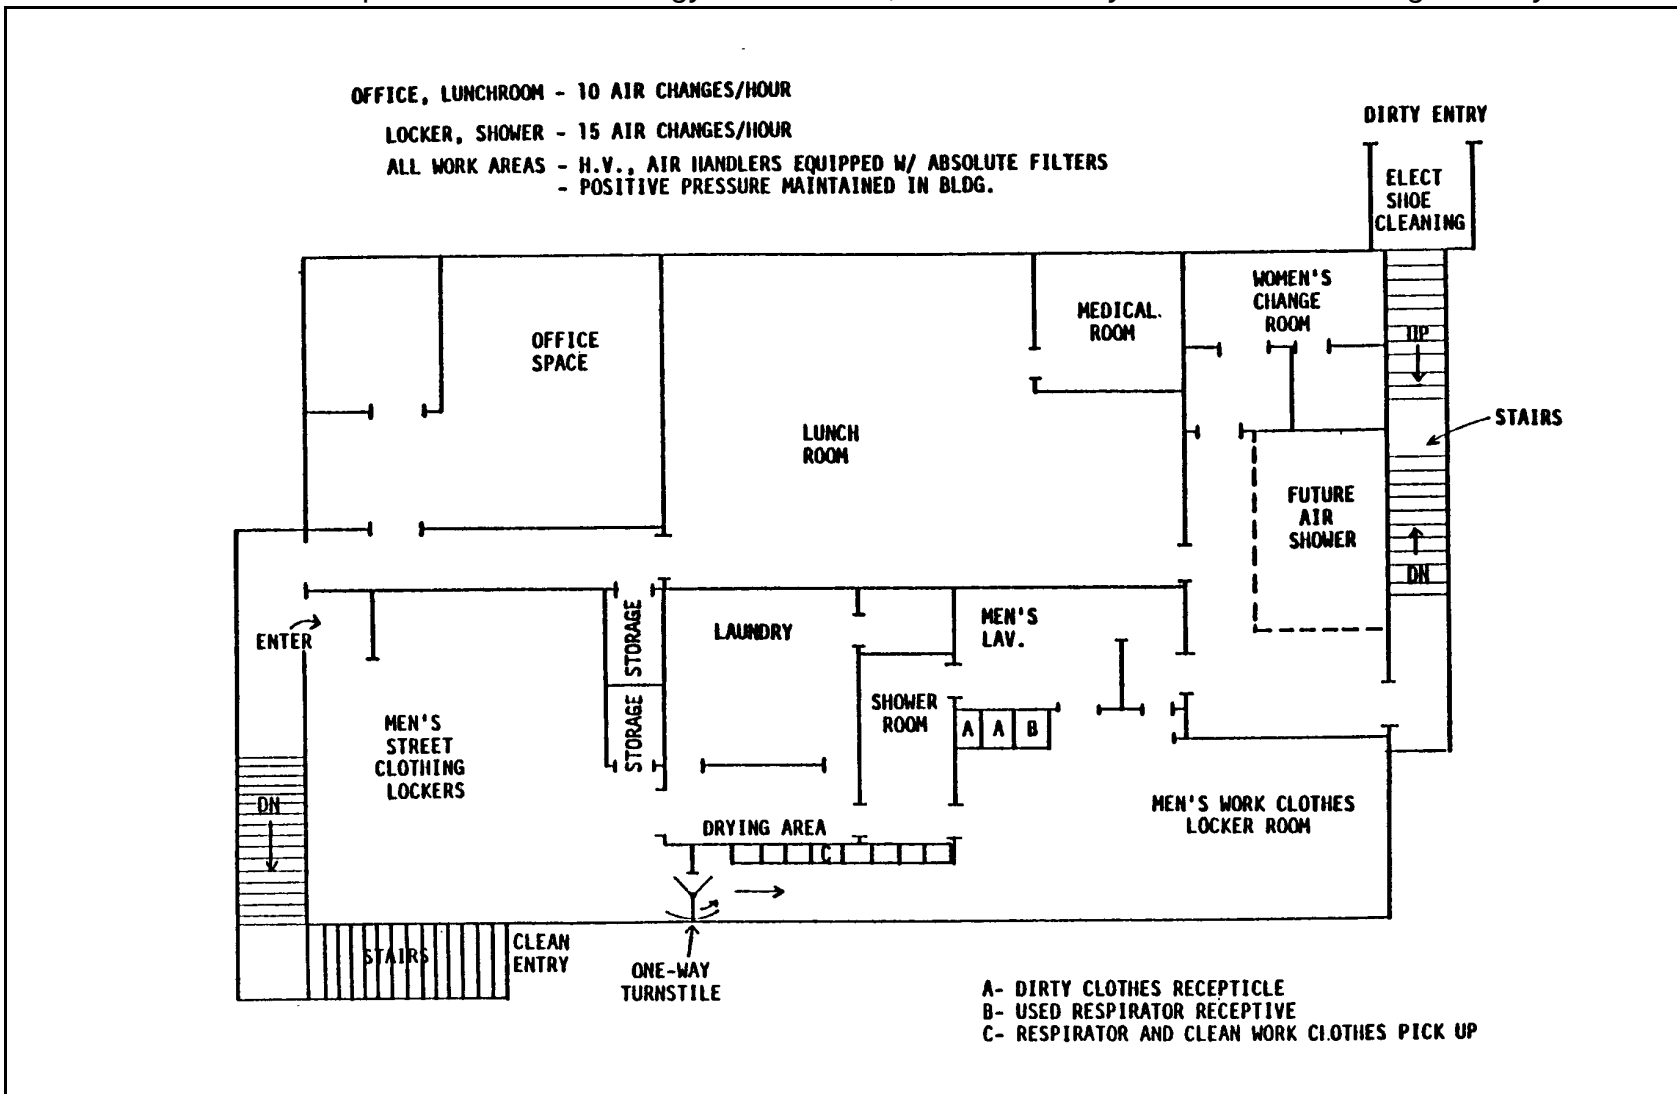 OFFICE, LUNCHROOM - 10 AIR CHANGES/HOUR
LOCKER, SHOWER - 15 AIR CHANGES/HOUR
ALL WORK AREAS - H.V., AIR HANDLERS EQUIPPED W/ ABSOLUTE FILTERS
- POSITIVE PRESSURE MAINTAINED IN BLDG.
DIRTY ENTRY
ELECT
SHOE
CLEANING
WOMEN'S
CHANGE
ROOM
MEDICAL
ROOM
OFFICE
SPACE
UP
STAIRS
LUNCH
ROOM
FUTURE
AIR
SHOWER
DN
ENTER
STORAGE
LAUNDRY
MEN'S
LAV.
SHOWER
ROOM
A A B
MEN'S
STREET
CLOTHING
LOCKERS
STORAGE
DN
DRYING AREA
C
MEN'S WORK CLOTHES
LOCKER ROOM
STAIRS
CLEAN
ENTRY
ONE-WAY
TURNSTILE
A- DIRTY CLOTHES RECEPTICLE
B- USED RESPIRATOR RECEPTIVE
C- RESPIRATOR AND CLEAN WORK CLOTHES PICK UP